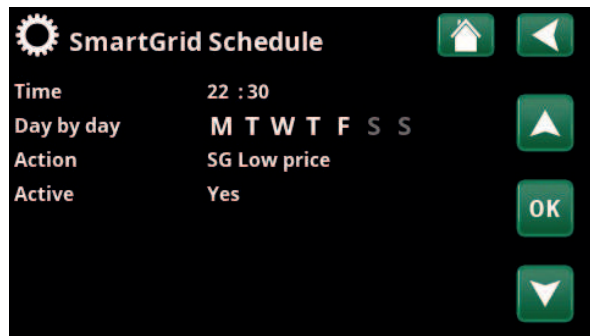 SmartGrid Schedule
Time 22 :30
Day by day M T W T F S S
Action SG Low price
Active Yes
OK